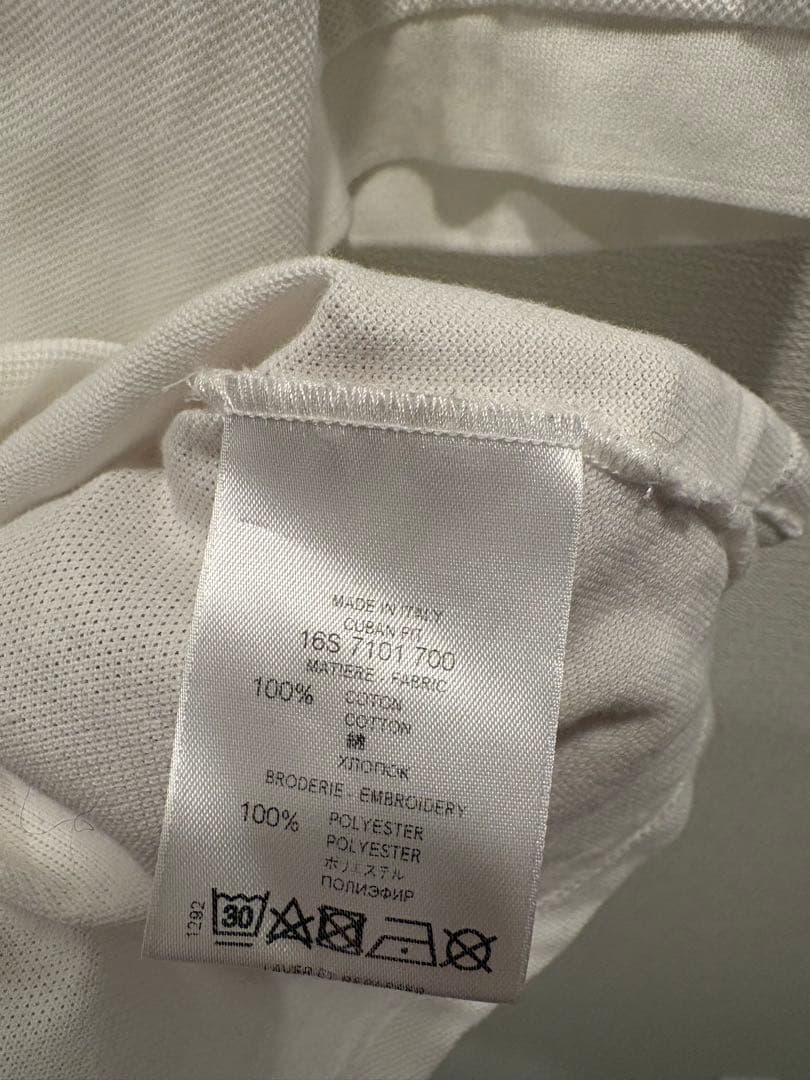 MADE IN ITALY
CUBAN FIT
16S 7101 700
MATIERE - FABRIC
100% COTON
COTTON
綿
ХЛОПОК
BRODERIE - EMBROIDERY
100% POLYESTER
POLYESTER
ポリエステル
ПОЛИЭФИР
1292
30